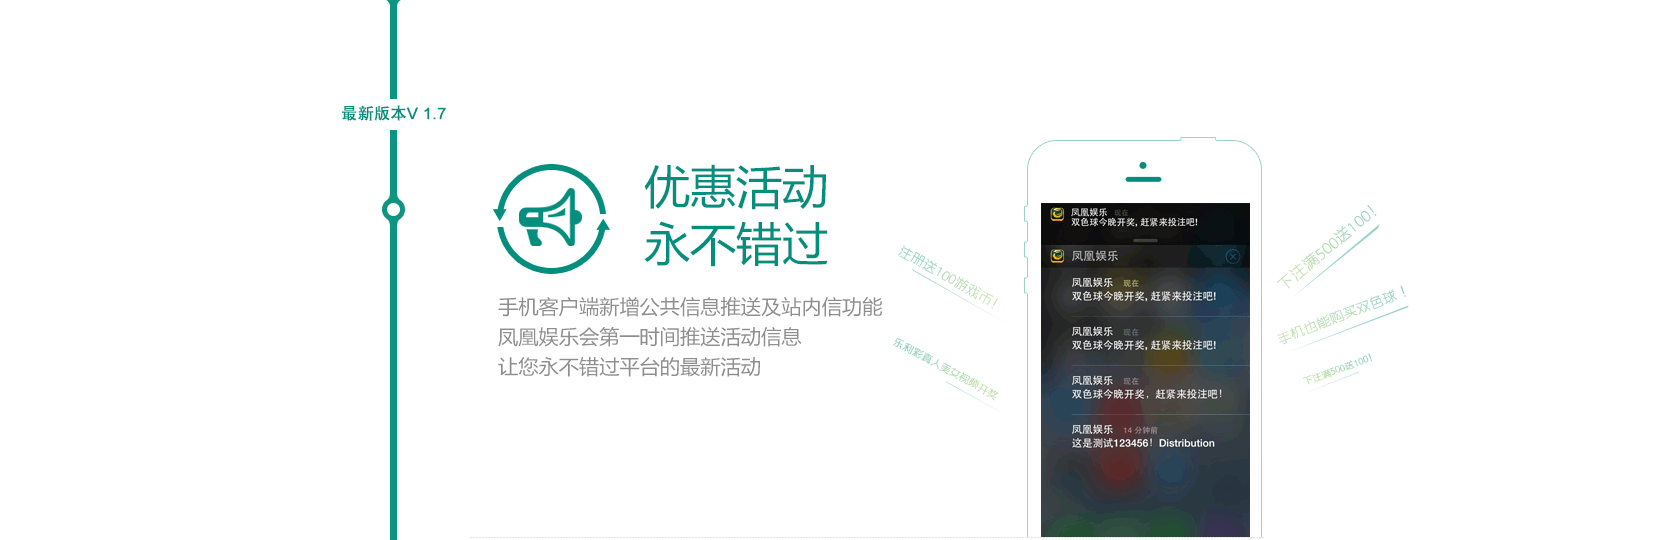 最新版本V 1.7
优惠活动
永不错过
手机客户端新增公共信息推送及站内信功能
凤凰娱乐会第一时间推送活动信息
让您永不错过平台的最新活动
注册送100游戏币！
乐利彩真人美女视频开奖
凤凰娱乐 现在
双色球今晚开奖, 赶紧来投注吧!
凤凰娱乐
凤凰娱乐 现在
双色球今晚开奖, 赶紧来投注吧!
凤凰娱乐 现在
双色球今晚开奖, 赶紧来投注吧!
凤凰娱乐 现在
双色球今晚开奖，赶紧来投注吧！
凤凰娱乐 14 分钟前
这是测试123456！Distribution
下注满500送100！
手机也能购买双色球！
下注满500送100！